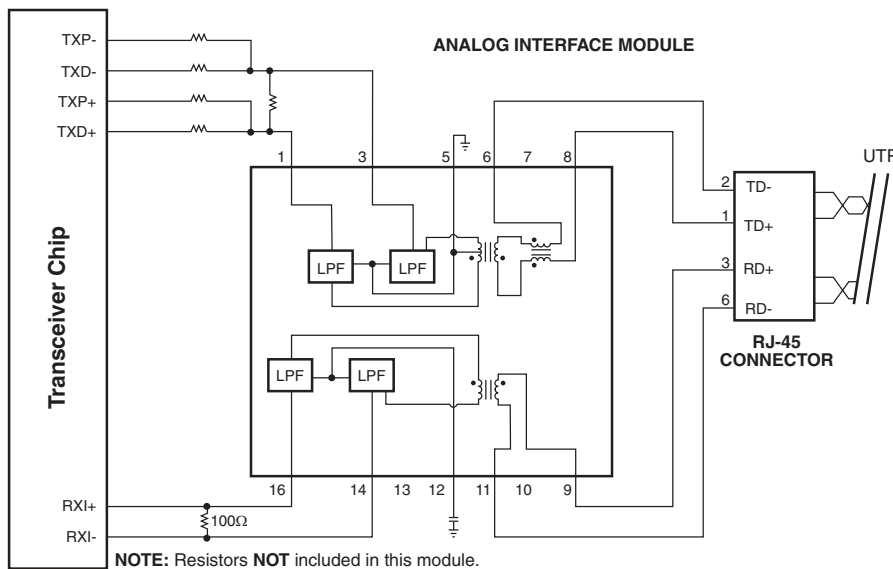 TXP-
TXD-
TXP+
TXD+
ANALOG INTERFACE MODULE
1 3 5 6 7 8
UTP
2 TD-
1 TD+
3 RD+
6 RD-
RJ-45
CONNECTOR
LPF LPF
LPF LPF
Transceiver Chip
16 14 13 12 11 10 9
RXI+
100Ω
RXI-
NOTE: Resistors NOT included in this module.